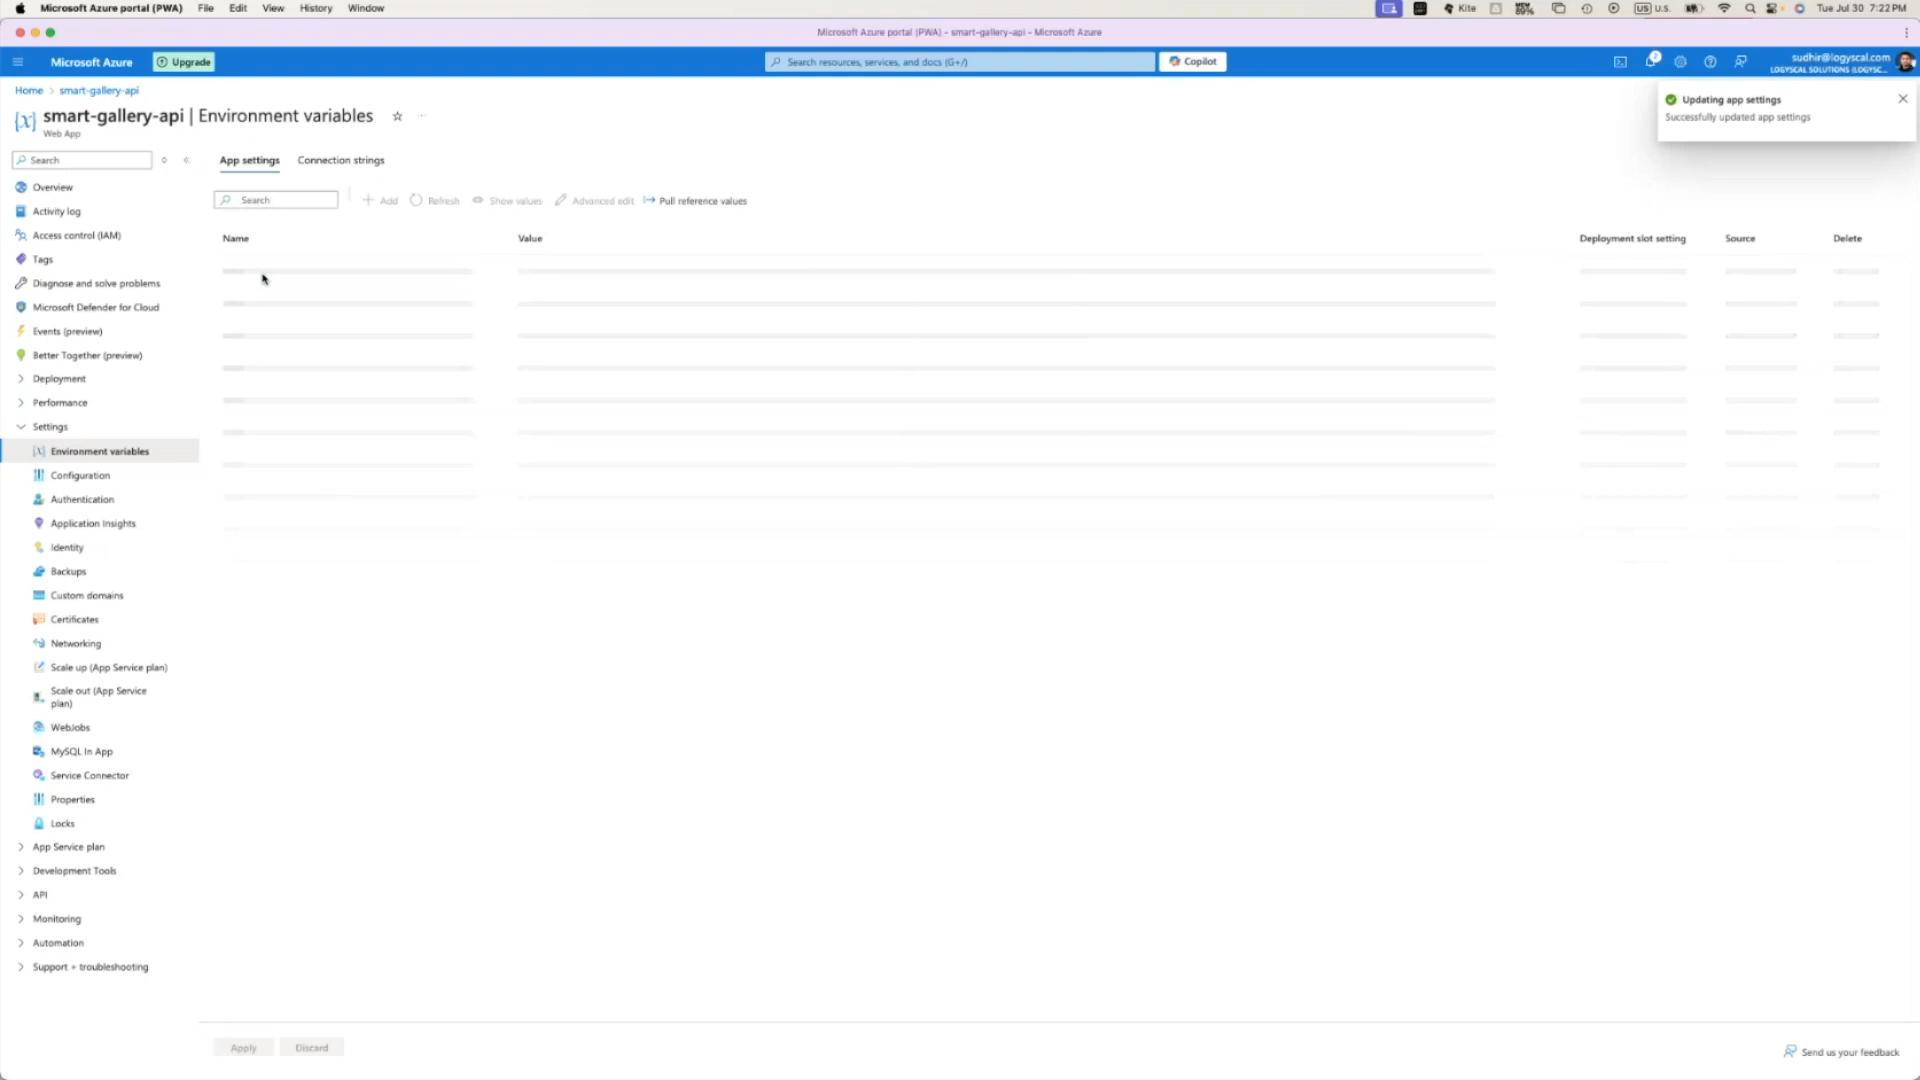 Microsoft Azure portal (PWA) File Edit View History Window
Kite
US U.S. Tue Jul 30 7:22 PM
Microsoft Azure portal (PWA) - smart-gallery-api - Microsoft Azure
Microsoft Azure Upgrade Search resources, services, and docs (G+/) Copilot
sudhir@logyscal.com
LOGYSCAL SOLUTIONS (LOGYSC...
Home > smart-gallery-api
smart-gallery-api | Environment variables
Web App
Updating app settings
Successfully updated app settings
Search
App settings Connection strings
Search Add Refresh Show values Advanced edit Pull reference values
Name Value Deployment slot setting Source Delete
Overview
Activity log
Access control (IAM)
Tags
Diagnose and solve problems
Microsoft Defender for Cloud
Events (preview)
Better Together (preview)
Deployment
Performance
Settings
Environment variables
Configuration
Authentication
Application Insights
Identity
Backups
Custom domains
Certificates
Networking
Scale up (App Service plan)
Scale out (App Service
plan)
WebJobs
MySQL In App
Service Connector
Properties
Locks
App Service plan
Development Tools
API
Monitoring
Automation
Support + troubleshooting
Apply Discard
Send us your feedback